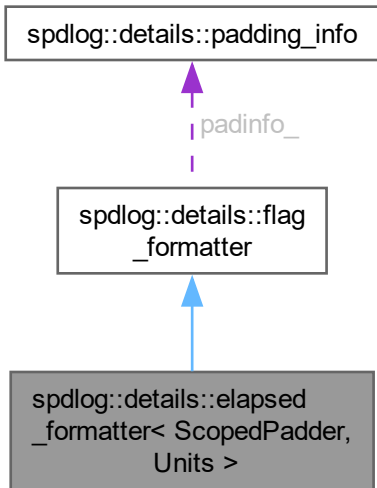 spdlog::details::padding_info
padinfo_
spdlog::details::flag
_formatter
spdlog::details::elapsed
_formatter< ScopedPadder,
Units >